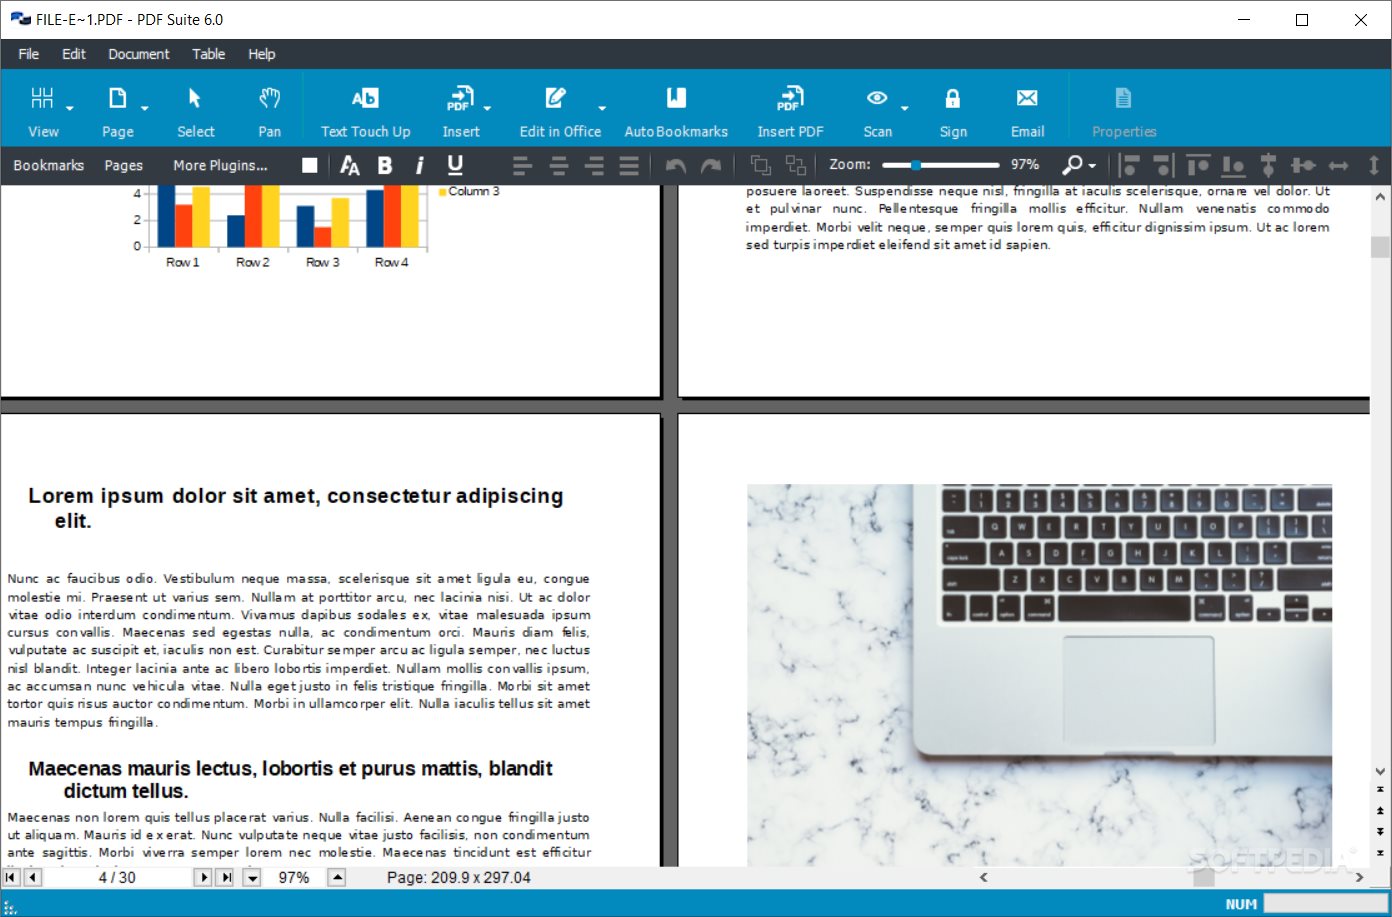 FILE-E~1.PDF - PDF Suite 6.0
File Edit Document Table Help
View Page Select Pan Text Touch Up Insert Edit in Office AutoBookmarks Insert PDF Scan Sign Email Properties
Bookmarks Pages More Plugins... Zoom: 97%
4
2
0
Row 1 Row 2 Row 3 Row 4
Column 3
posuere laoreet. Suspendisse neque nisl, fringilla at iaculis scelerisque, ornare vel dolor. Ut
et pulvinar nunc. Pellentesque fringilla mollis efficitur. Nullam venenatis commodo
imperdiet. Morbi velit neque, semper quis lorem quis, efficitur dignissim ipsum. Ut ac lorem
sed turpis imperdiet eleifend sit amet id sapien.
Lorem ipsum dolor sit amet, consectetur adipiscing
elit.
Nunc ac faucibus odio. Vestibulum neque massa, scelerisque sit amet ligula eu, congue
molestie mi. Praesent ut varius sem. Nullam at porttitor arcu, nec lacinia nisi. Ut ac dolor
vitae odio interdum condimentum. Vivamus dapibus sodales ex, vitae malesuada ipsum
cursus convallis. Maecenas sed egestas nulla, ac condimentum orci. Mauris diam felis,
vulputate ac suscipit et, iaculis non est. Curabitur semper arcu ac ligula semper, nec luctus
nisl blandit. Integer lacinia ante ac libero lobortis imperdiet. Nullam mollis convallis ipsum,
ac accumsan nunc vehicula vitae. Nulla eget justo in felis tristique fringilla. Morbi sit amet
tortor quis risus auctor condimentum. Morbi in ullamcorper elit. Nulla iaculis tellus sit amet
mauris tempus fringilla.
Maecenas mauris lectus, lobortis et purus mattis, blandit
dictum tellus.
Maecenas non lorem quis tellus placerat varius. Nulla facilisi. Aenean congue fringilla justo
ut aliquam. Mauris id ex erat. Nunc vulputate neque vitae justo facilisis, non condimentum
ante sagittis. Morbi viverra semper lorem nec molestie. Maecenas tincidunt est efficitur
Q W E R T Y U I O P
A S D F G H J K L
Z X C V B N M
SOFTPEDIA
4 / 30 97% Page: 209.9 x 297.04
NUM